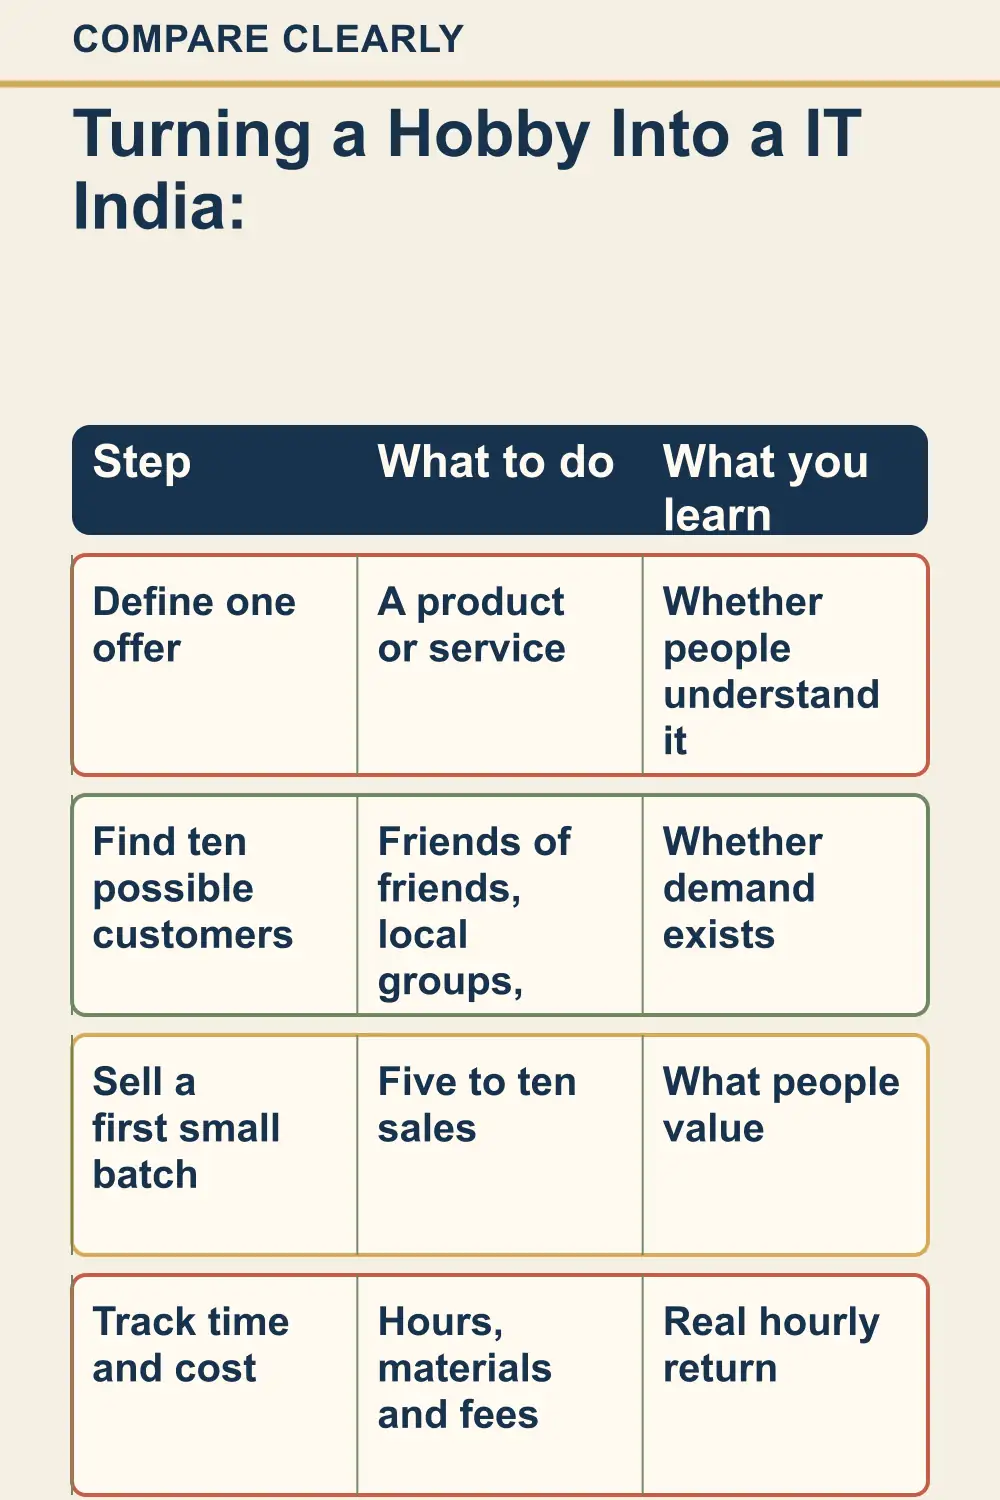 COMPARE CLEARLY
Turning a Hobby Into a IT
India:
Step
What to do
What you
learn
Define one
offer
A product
or service
Whether
people
understand
it
Find ten
possible
customers
Friends of
friends,
local
groups,
Whether
demand
exists
Sell a
first small
batch
Five to ten
sales
What people
value
Track time
and cost
Hours,
materials
and fees
Real hourly
return